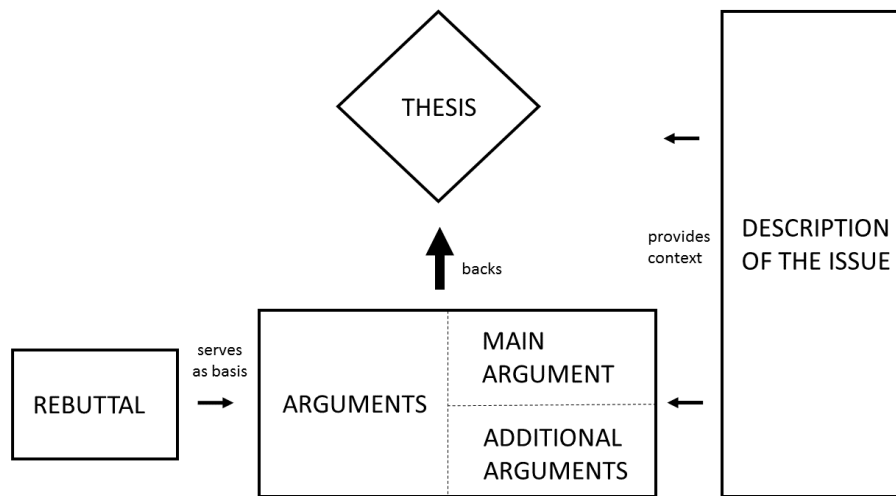 THESIS
provides
context
DESCRIPTION
OF THE ISSUE
backs
serves
as basis
REBUTTAL
ARGUMENTS
MAIN
ARGUMENT
ADDITIONAL
ARGUMENTS